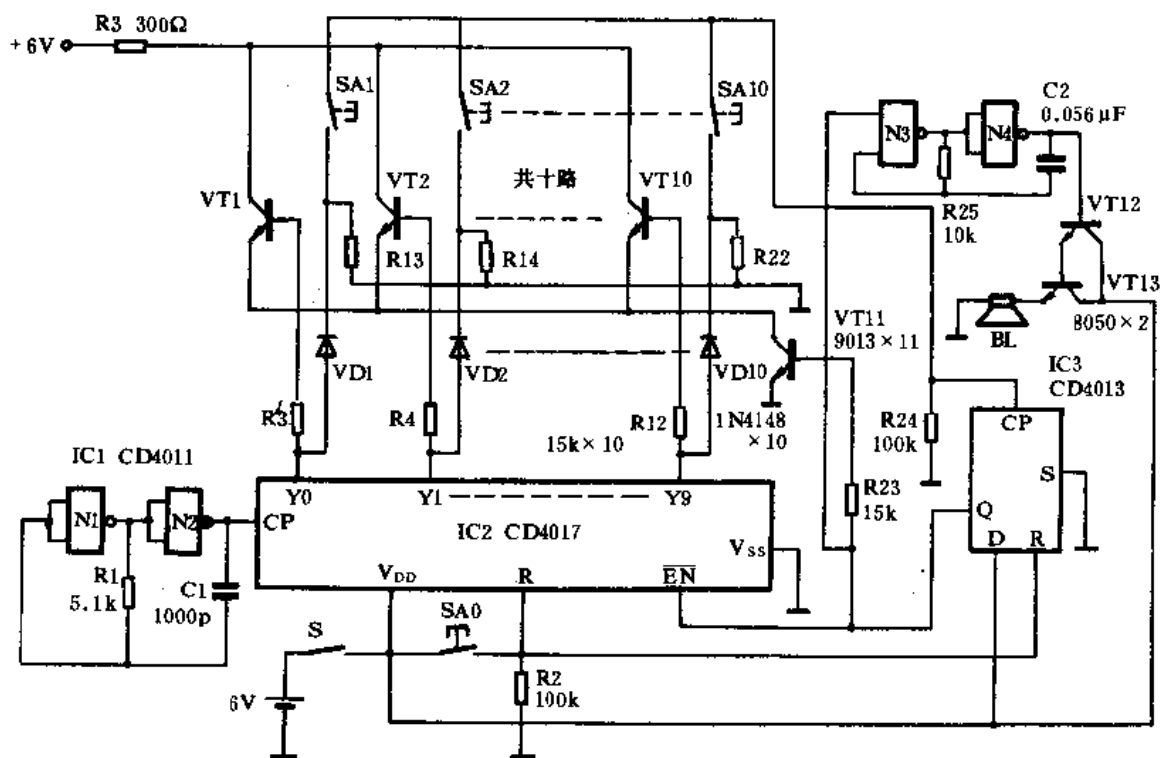 R3 300Ω
+6V
SA1
SA2
SA10
C2
0.056μF
N3
N4
共十路
VT1
VT2
VT10
R25
10k
VT12
R13
R14
R22
VT11
9013×11
VT13
8050×2
BL
VD1
VD2
VD10
IC3
CD4013
R3
R4
R12
15k×10
1N4148
×10
R24
100k
CP
S
Q
D
R
IC1 CD4011
N1
N2
Y0
Y1
Y9
R23
15k
CP
IC2 CD4017
VSS
VDD
R
EN
R1
5.1k
C1
1000p
S
SA0
6V
R2
100k